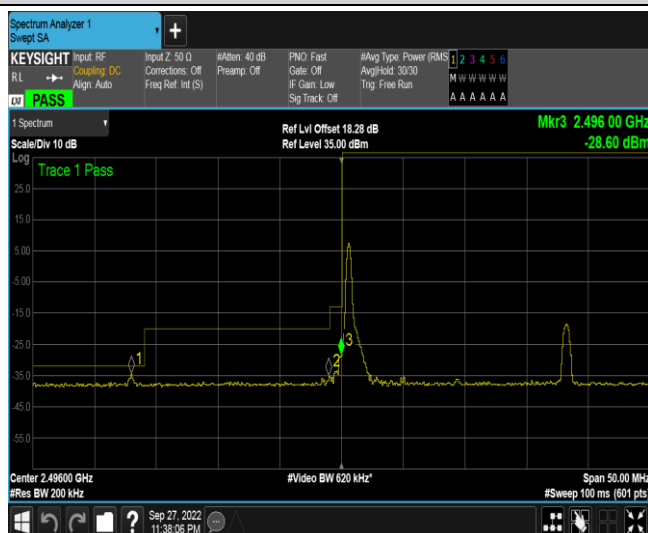 Spectrum Analyzer 1
Swept SA
+
KEYSIGHT Input: RF Input Z: 50 Ω #Atten: 40 dB PNO: Fast #Avg Type: Power (RMS 1 2 3 4 5 6
RL Coupling: DC Corrections: Off Preamp: Off Gate: Off Avg|Hold: 30/30 M W W W W W
Align: Auto Freq Ref: Int (S) IF Gain: Low Trig: Free Run
LXI PASS Sig Track: Off A A A A A A
1 Spectrum Ref Lvl Offset 18.28 dB Mkr3 2.496 00 GHz
Scale/Div 10 dB Ref Level 35.00 dBm -28.60 dBm
Log
Trace 1 Pass
25.0
15.0
5.00
-5.00
-15.0
-25.0
3
1
2
-35.0
-45.0
-55.0
Center 2.49600 GHz #Video BW 620 kHz* Span 50.00 MHz
#Res BW 200 kHz #Sweep 100 ms (601 pts)
? Sep 27, 2022
11:38:06 PM